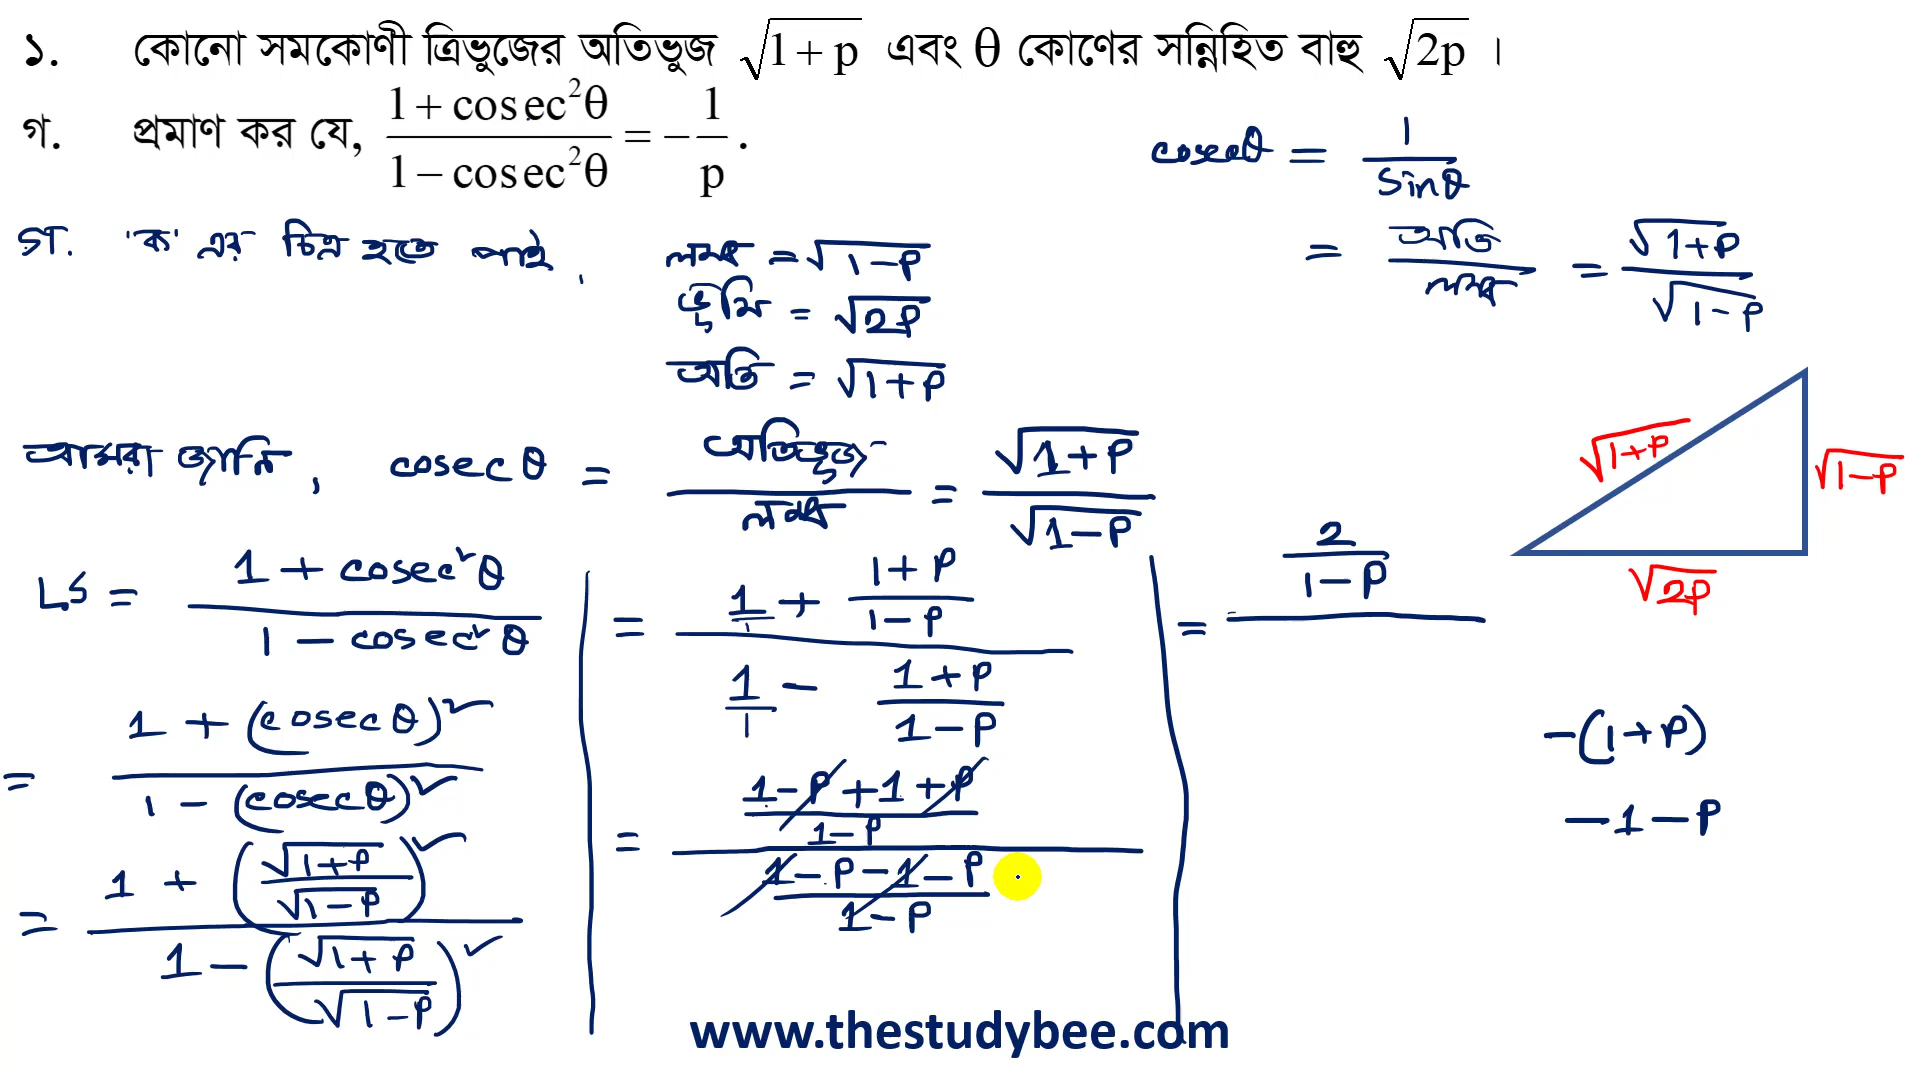 ১. কোনো সমকোণী ত্রিভুজের অতিভুজ √(1+p) এবং θ কোণের সন্নিহিত বাহু √(2p) ।
গ. প্রমাণ কর যে, (1+cosec²θ)/(1−cosec²θ) = −1/p .
cosecθ = 1/sinθ
= অতি/লম্ব = √(1+p)/√(1−p)
গ. 'ক' এর চিত্র হতে পাই,
লম্ব = √(1−p)
ভূমি = √(2p)
অতি = √(1+p)
আমরা জানি, cosecθ = অতিভুজ/লম্ব = √(1+p)/√(1−p)
√(1+p)
√(1−p)
√(2p)
L.S = (1+cosec²θ)/(1−cosec²θ)
= (1+(cosecθ)²)/(1−(cosecθ)²)
= (1+(√(1+p)/√(1−p))²)/(1−(√(1+p)/√(1−p))²)
= (1/1 + (1+p)/(1−p))/(1/1 − (1+p)/(1−p))
= ((1−p+1+p)/(1−p))/((1−p−1−p)/(1−p))
= (2/(1−p))/
−(1+p)
−1−p
www.thestudybee.com